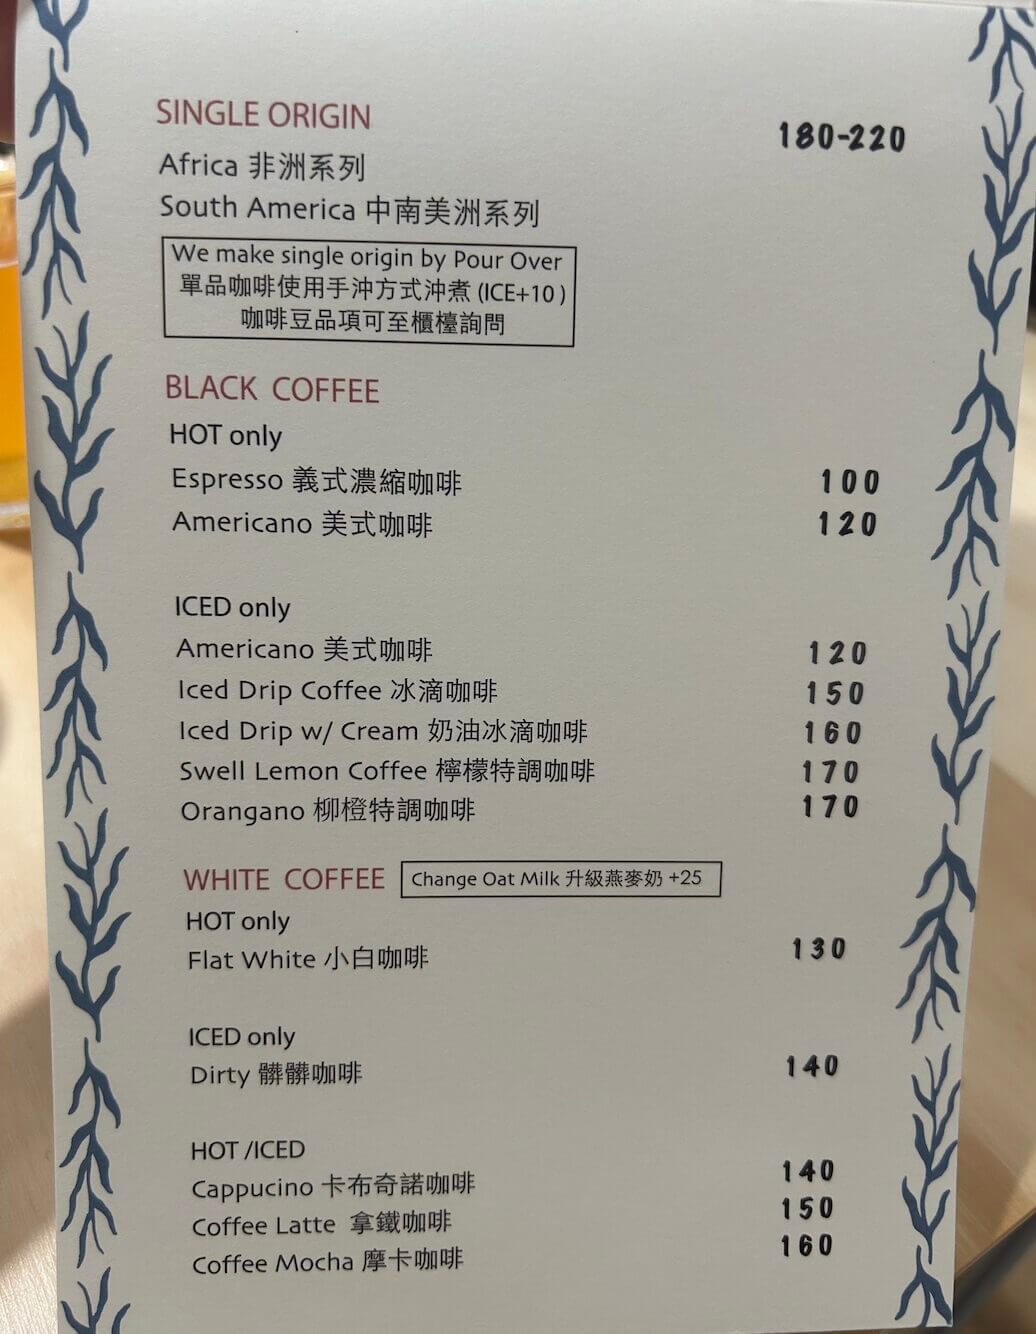 SINGLE ORIGIN 180-220
Africa 非洲系列
South America 中南美洲系列
We make single origin by Pour Over
單品咖啡使用手沖方式沖煮 (ICE+10)
咖啡豆品項可至櫃檯詢問
BLACK COFFEE
HOT only
Espresso 義式濃縮咖啡 100
Americano 美式咖啡 120
ICED only
Americano 美式咖啡 120
Iced Drip Coffee 冰滴咖啡 150
Iced Drip w/ Cream 奶油冰滴咖啡 160
Swell Lemon Coffee 檸檬特調咖啡 170
Orangano 柳橙特調咖啡 170
WHITE COFFEE Change Oat Milk 升級燕麥奶 +25
HOT only
Flat White 小白咖啡 130
ICED only
Dirty 髒髒咖啡 140
HOT /ICED
Cappucino 卡布奇諾咖啡 140
Coffee Latte 拿鐵咖啡 150
Coffee Mocha 摩卡咖啡 160